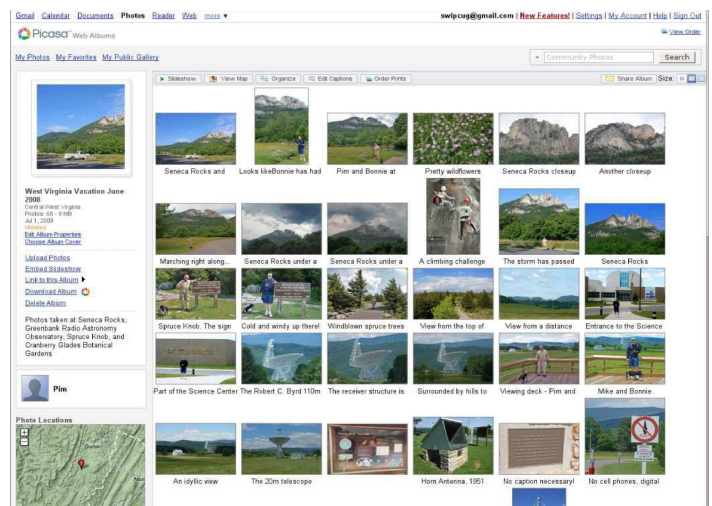 Gmail Calendar Documents Photos Reader Web more ▼
swipcug@gmail.com | New Features! | Settings | My Account | Help | Sign Out
Picasa™ Web Albums
View Order
My Photos My Favorites My Public Gallery
Community Photos
Search
Slideshow
View Map
Organize
Edit Captions
Order Prints
Share Album
Size:
Seneca Rocks and
Looks likeBonnie has had
Pim and Bonnie at
Pretty wildflowers
Seneca Rocks closeup
Another closeup
West Virginia Vacation June
2008
Central West Virginia
Photos: 68 - 8 MB
Jul 1, 2008
Unlisted
Edit Album Properties
Choose Album Cover
Marching right along...
Seneca Rocks under a
Seneca Rocks under a
A climbing challenge
The storm has passed
Seneca Rocks
Upload Photos
Embed Slideshow
Link to this Album
Download Album
Delete Album
Photos taken at Seneca Rocks,
Greenbank Radio Astronomy
Observatory, Spruce Knob, and
Cranberry Glades Botanical
Gardens
Spruce Knob. The sign
Cold and windy up there!
Windblown spruce trees
View from the top of
View from a distance
Entrance to the Science
Pim
Part of the Science Center
The Robert C. Byrd 110m
The receiver structure is
Surrounded by hills to
Viewing deck - Pim and
Mike and Bonnie
Photo Locations
An idyllic view
The 20m telescope
Horn Antenna, 1951
No caption necessary!
No cell phones, digital